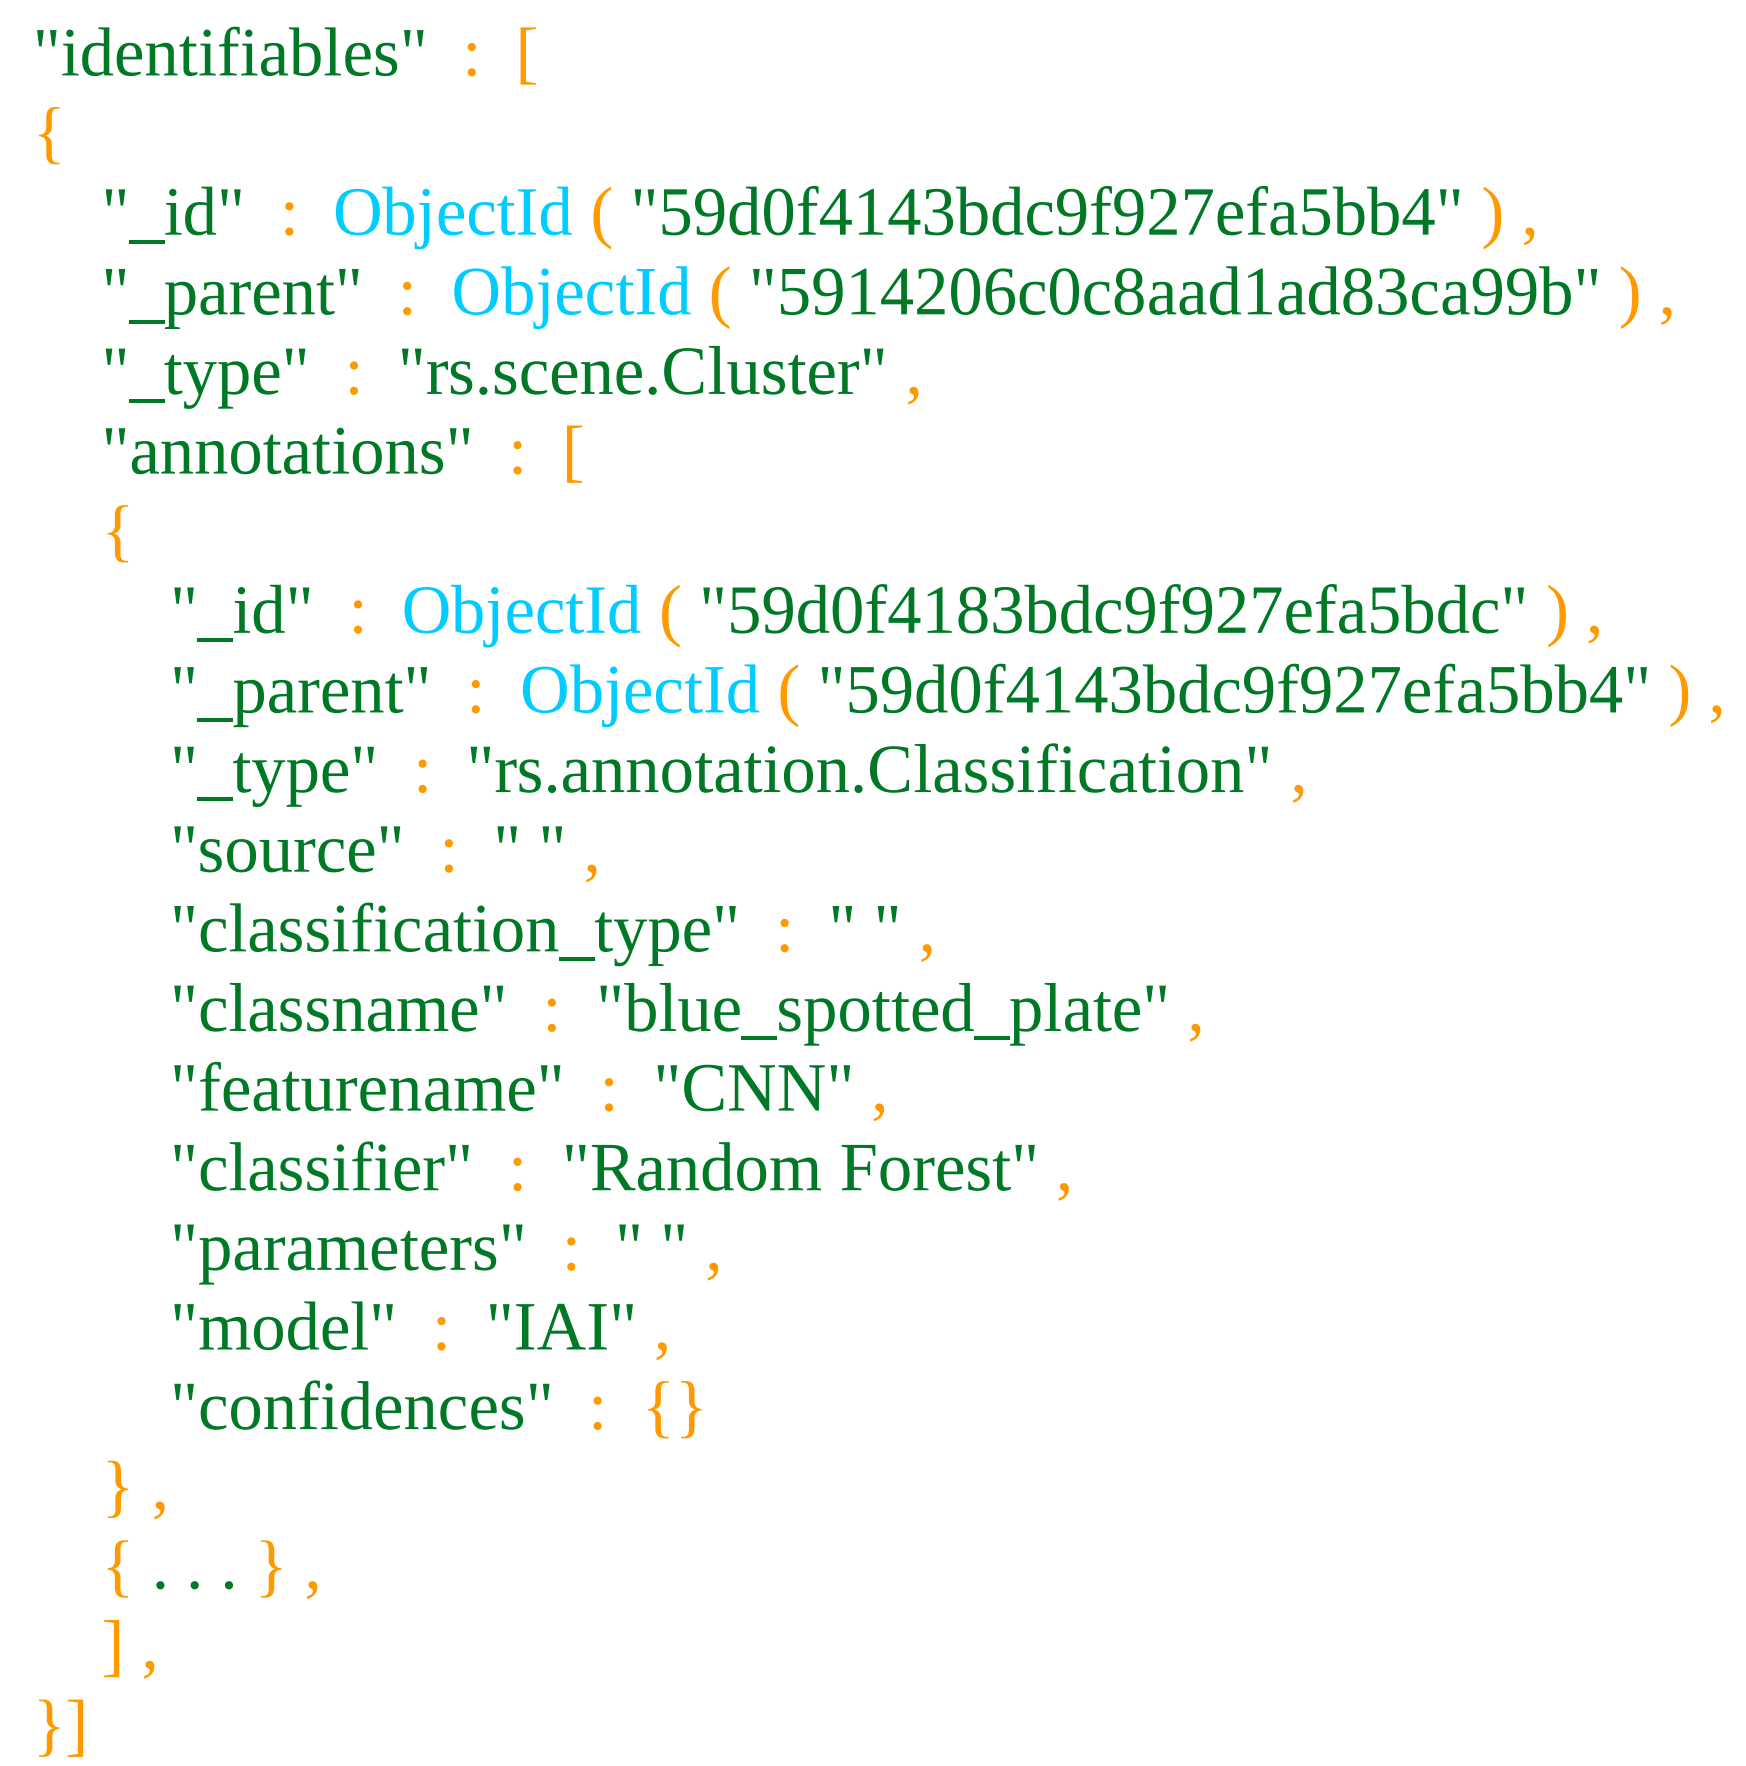 "identifiables" : [
{
"_id" : ObjectId ( "59d0f4143bdc9f927efa5bb4" ) ,
"_parent" : ObjectId ( "5914206c0c8aad1ad83ca99b" ) ,
"_type" : "rs.scene.Cluster" ,
"annotations" : [
{
"_id" : ObjectId ( "59d0f4183bdc9f927efa5bdc" ) ,
"_parent" : ObjectId ( "59d0f4143bdc9f927efa5bb4" ) ,
"_type" : "rs.annotation.Classification" ,
"source" : " " ,
"classification_type" : " " ,
"classname" : "blue_spotted_plate" ,
"featurename" : "CNN" ,
"classifier" : "Random Forest" ,
"parameters" : " " ,
"model" : "IAI" ,
"confidences" : {}
} ,
{ . . . } ,
] ,
}]